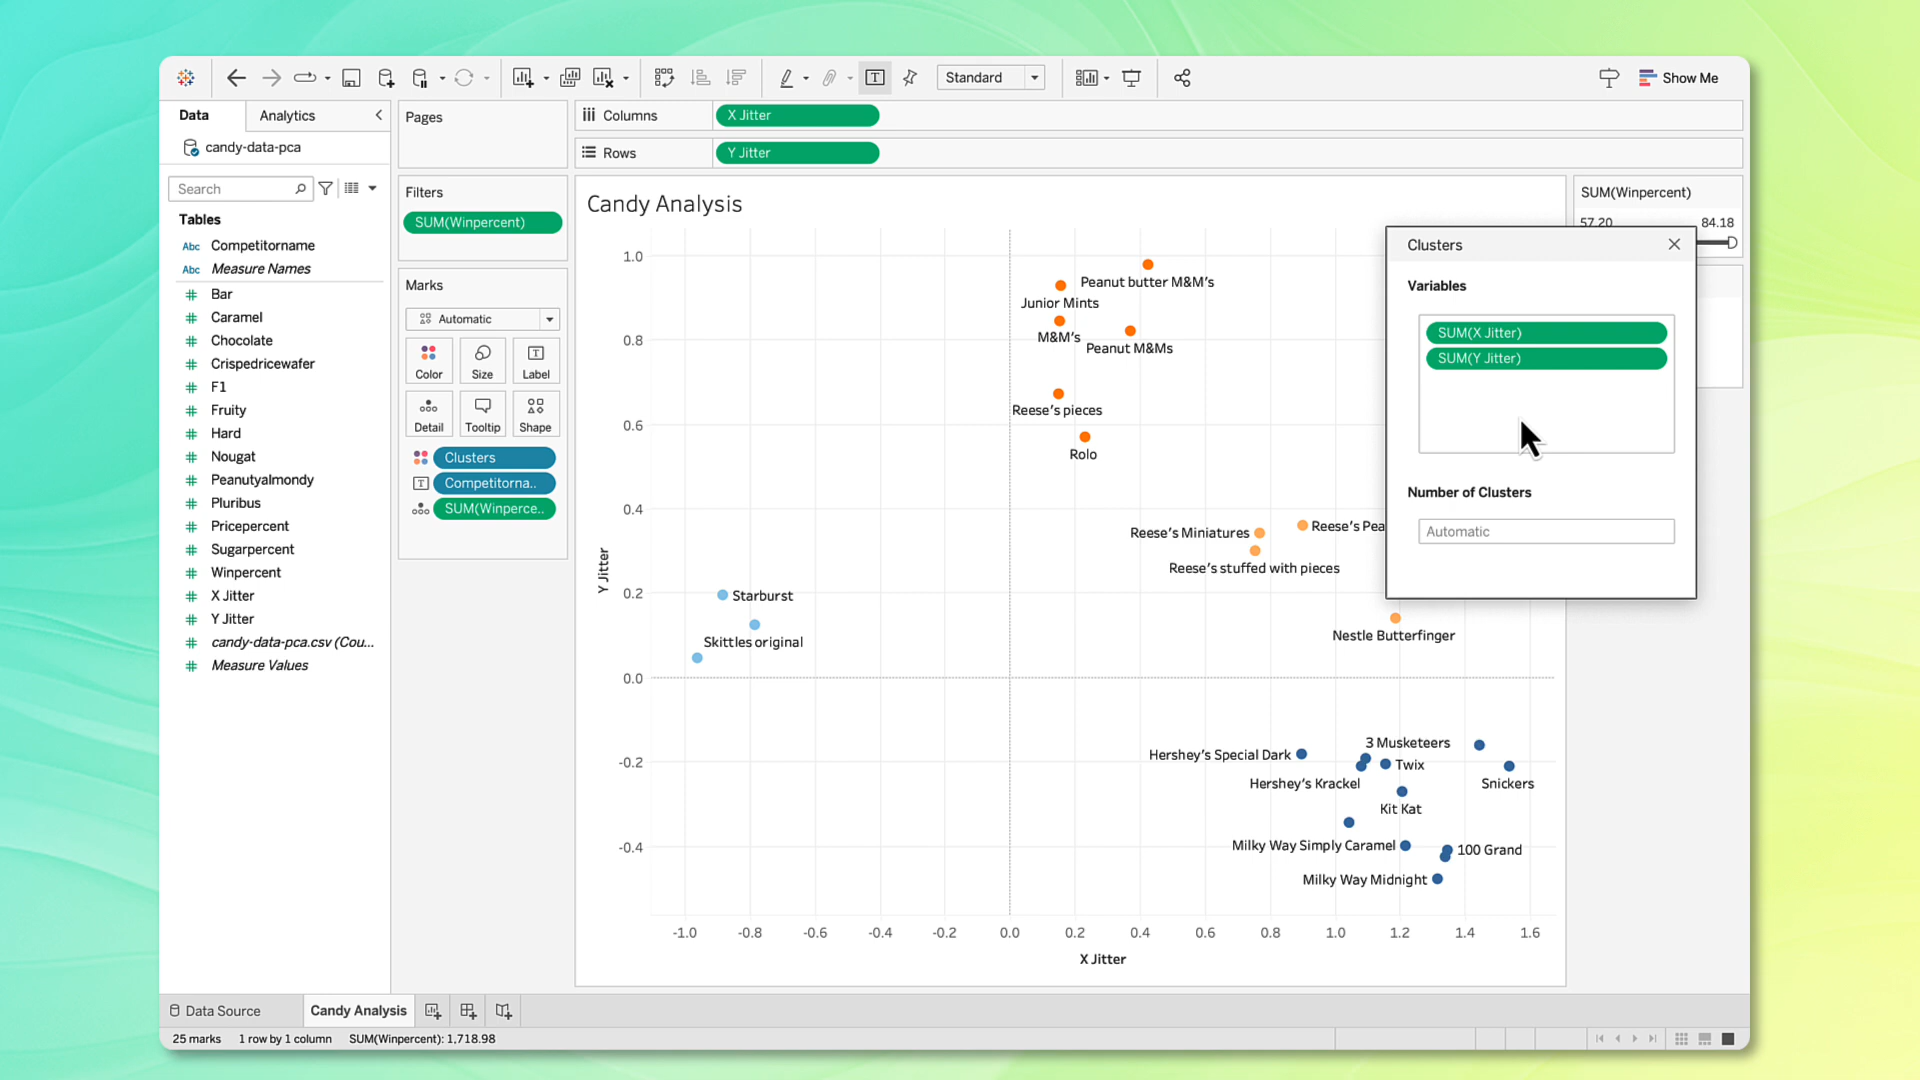 Standard
Show Me
Data
Analytics
candy-data-pca
Search
Tables
Abc Competitorname
Abc Measure Names
Bar
Caramel
Chocolate
Crispedricewafer
F1
Fruity
Hard
Nougat
Peanutyalmondy
Pluribus
Pricepercent
Sugarpercent
Winpercent
X Jitter
Y Jitter
candy-data-pca.csv (Cou...
Measure Values
Pages
Filters
SUM(Winpercent)
Marks
Automatic
Color
Size
Label
Detail
Tooltip
Shape
Clusters
Competitorna..
SUM(Winperce..
Columns
X Jitter
Rows
Y Jitter
Candy Analysis
1.0
0.8
0.6
0.4
0.2
0.0
-0.2
-0.4
Y Jitter
Peanut butter M&M's
Junior Mints
M&M's
Peanut M&Ms
Reese's pieces
Rolo
Reese's Miniatures
Reese's Pea
Reese's stuffed with pieces
Starburst
Skittles original
Nestle Butterfinger
3 Musketeers
Hershey's Special Dark
Twix
Hershey's Krackel
Snickers
Kit Kat
Milky Way Simply Caramel
100 Grand
Milky Way Midnight
-1.0
-0.8
-0.6
-0.4
-0.2
0.0
0.2
0.4
0.6
0.8
1.0
1.2
1.4
1.6
X Jitter
SUM(Winpercent)
57.20
84.18
Clusters
Variables
SUM(X Jitter)
SUM(Y Jitter)
Number of Clusters
Automatic
Data Source
Candy Analysis
25 marks
1 row by 1 column
SUM(Winpercent): 1,718.98